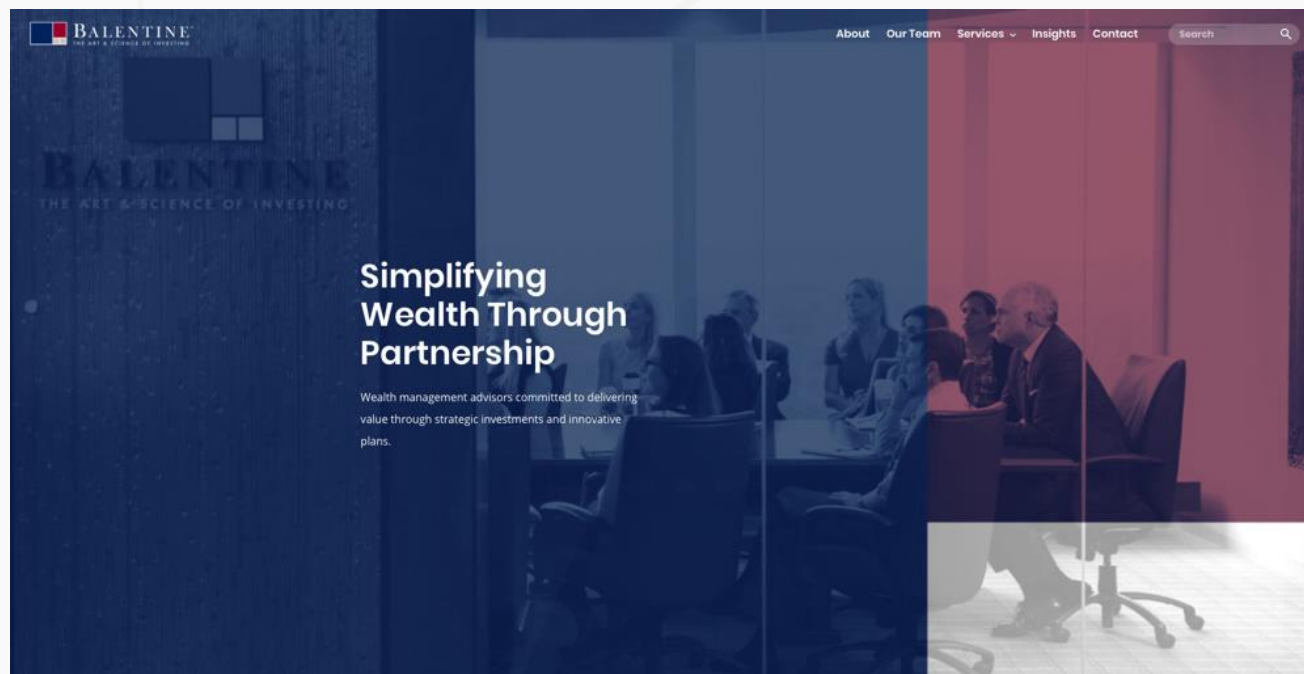 BALENTINE
THE ART & SCIENCE OF INVESTING
About Our Team Services Insights Contact Search
BALENTINE
THE ART & SCIENCE OF INVESTING
Simplifying
Wealth Through
Partnership
Wealth management advisors committed to delivering
value through strategic investments and innovative
plans.